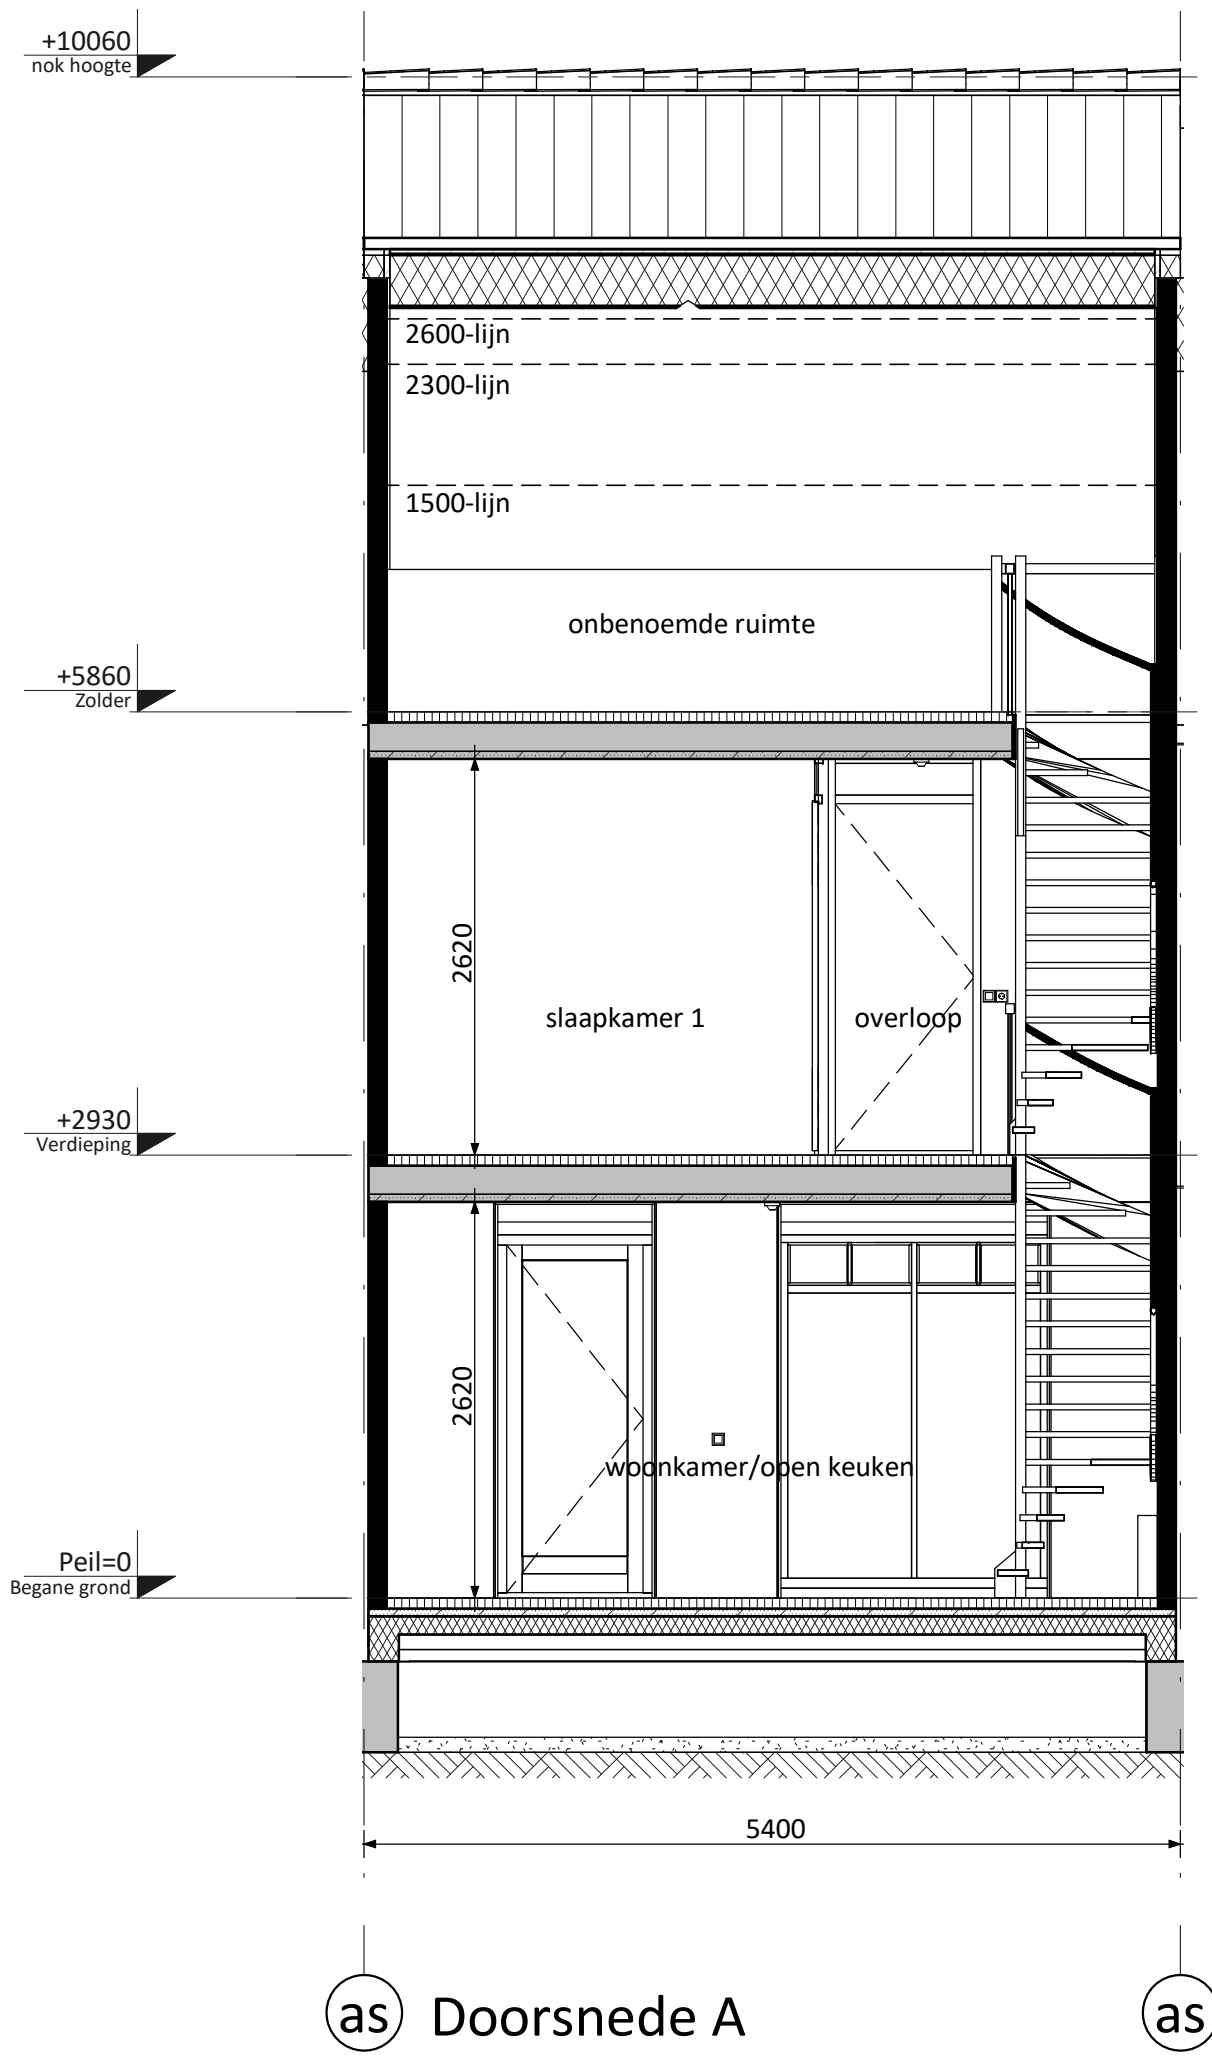 +10060
nok hoogte
2600-lijn
2300-lijn
1500-lijn
onbenoemde ruimte
+5860
Zolder
2620
slaapkamer 1
overloop
+2930
Verdieping
2620
woonkamer/open keuken
Peil=0
Begane grond
5400
as
Doorsnede A
as